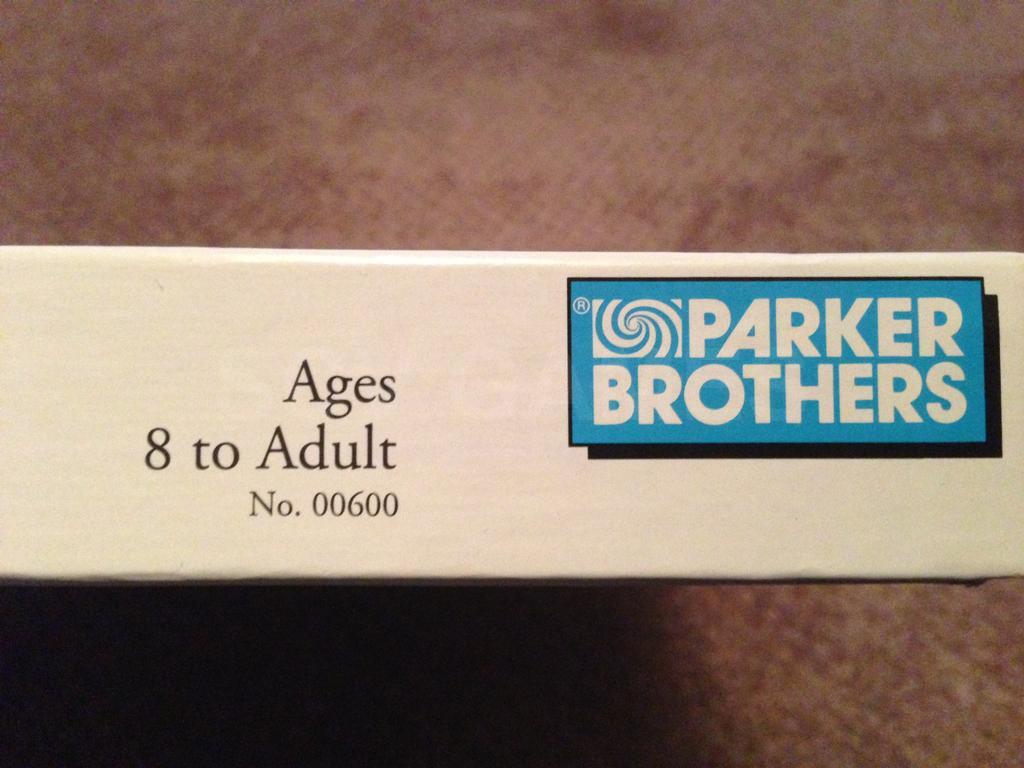 Ages
8 to Adult
No. 00600
® PARKER
BROTHERS